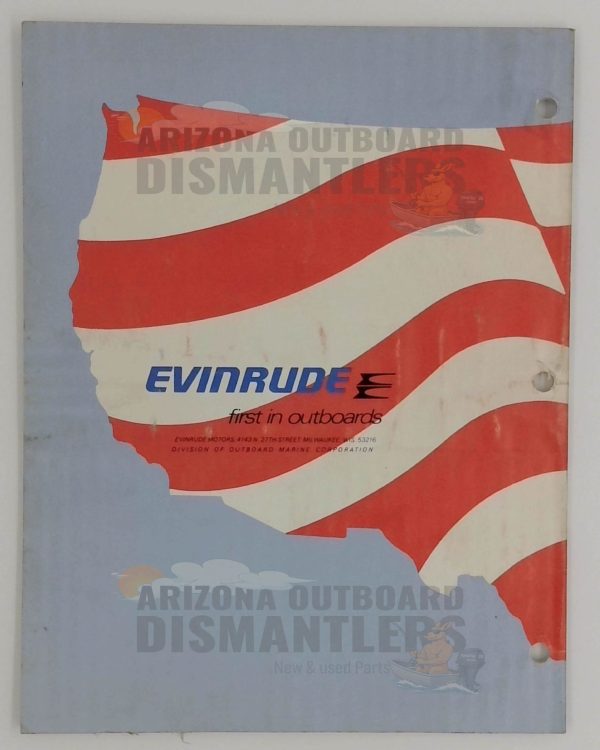 ARIZONA OUTBOARD
DISMANTLERS
EVINRUDE
first in outboards
EVINRUDE MOTORS, 4143 N. 27TH STREET, MILWAUKEE, WIS. 53216
DIVISION OF OUTBOARD MARINE CORPORATION
ARIZONA OUTBOARD
DISMANTLERS
New & used Parts